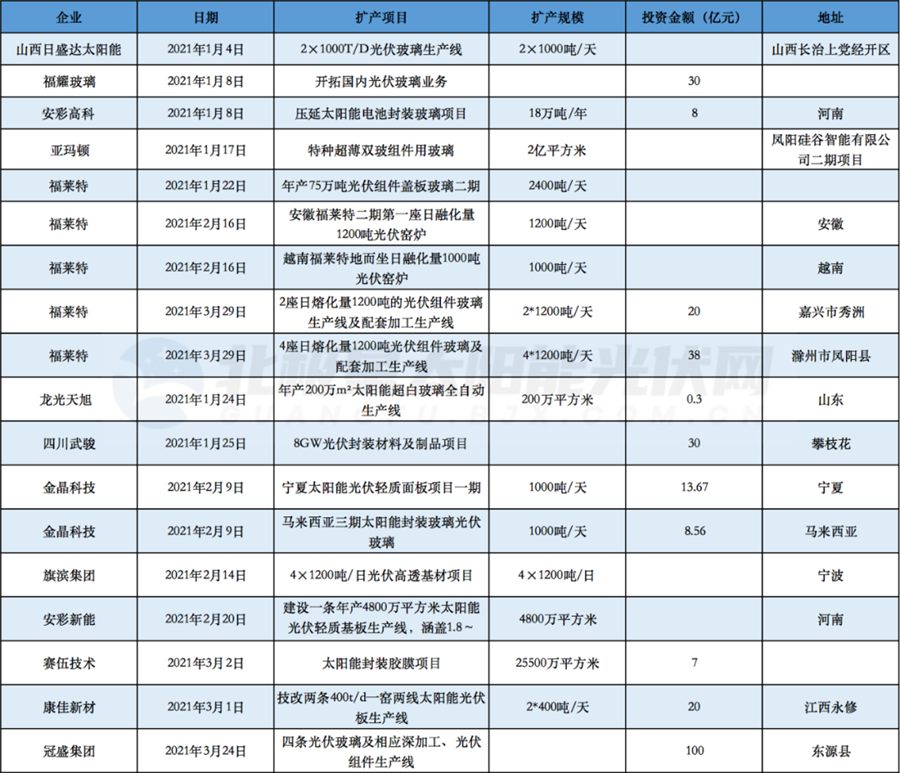 企业 日期 扩产项目 扩产规模 投资金额（亿元） 地址
山西日盛达太阳能 2021年1月4日 2×1000T/D光伏玻璃生产线 2×1000吨/天 山西长治上党经开区
福耀玻璃 2021年1月8日 开拓国内光伏玻璃业务 30
安彩高科 2021年1月8日 压延太阳能电池封装玻璃项目 18万吨/年 8 河南
亚玛顿 2021年1月17日 特种超薄双玻组件用玻璃 2亿平方米 凤阳硅谷智能有限公
司二期项目
福莱特 2021年1月22日 年产75万吨光伏组件盖板玻璃二期 2400吨/天
福莱特 2021年2月16日 安徽福莱特二期第一座日融化量 1200吨/天 安徽
1200吨光伏窑炉
福莱特 2021年2月16日 越南福莱特地而坐日融化量1000吨 1000吨/天 越南
光伏窑炉
福莱特 2021年3月29日 2座日熔化量1200吨的光伏组件玻璃 2*1200吨/天 20 嘉兴市秀洲
生产线及配套加工生产线
福莱特 2021年3月29日 4座日熔化量1200吨光伏组件玻璃及 4*1200吨/天 38 滁州市凤阳县
配套加工生产线
龙光天旭 2021年1月24日 年产200万m²太阳能超白玻璃全自动 200万平方米 0.3 山东
生产线
四川武骏 2021年1月25日 8GW光伏封装材料及制品项目 30 攀枝花
金晶科技 2021年2月9日 宁夏太阳能光伏轻质面板项目一期 1000吨/天 13.67 宁夏
金晶科技 2021年2月9日 马来西亚三期太阳能封装玻璃光伏 1000吨/天 8.56 马来西亚
玻璃
旗滨集团 2021年2月14日 4×1200吨/日光伏高透基材项目 4×1200吨/日 宁波
安彩新能 2021年2月20日 建设一条年产4800万平方米太阳能 4800万平方米 河南
光伏轻质基板生产线，涵盖1.8～
赛伍技术 2021年3月2日 太阳能封装胶膜项目 25500万平方米 7
康佳新材 2021年3月1日 技改两条400t/d一窑两线太阳能光伏 2*400吨/天 20 江西永修
板生产线
冠盛集团 2021年3月24日 四条光伏玻璃及相应深加工、光伏 100 东源县
组件生产线
北极星太阳能光伏网
GUANGFU.BJX.COM.CN